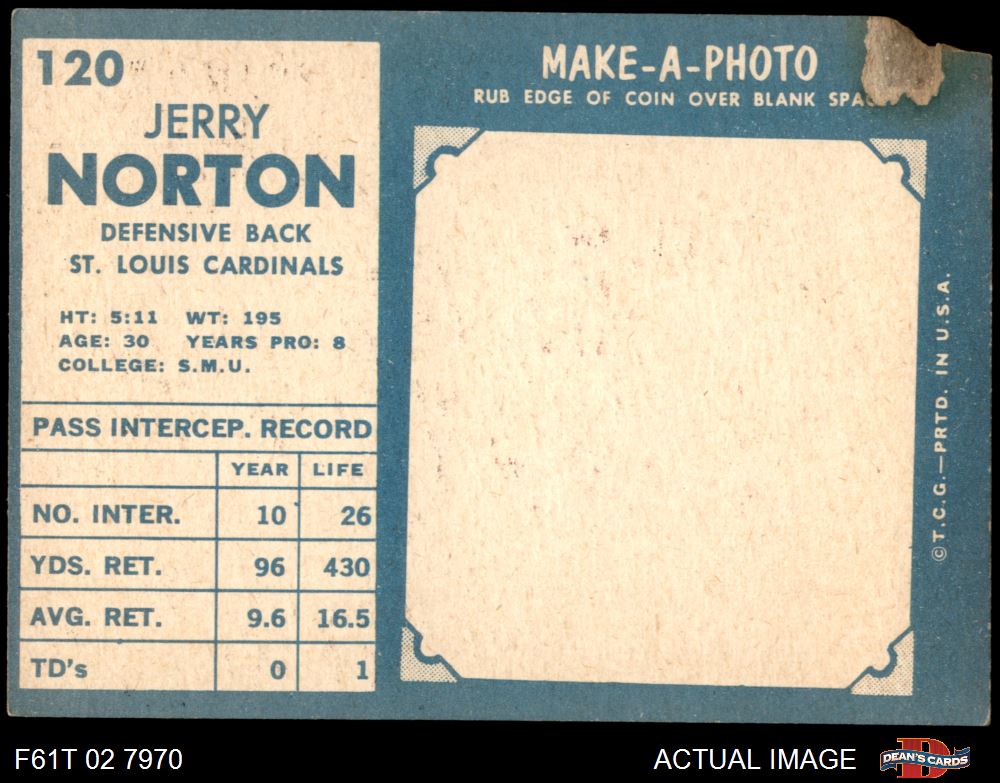 120
JERRY
NORTON
DEFENSIVE BACK
ST. LOUIS CARDINALS
HT: 5:11 WT: 195
AGE: 30 YEARS PRO: 8
COLLEGE: S.M.U.
PASS INTERCEP. RECORD
YEAR LIFE
NO. INTER. 10 26
YDS. RET. 96 430
AVG. RET. 9.6 16.5
TD's 0 1
MAKE-A-PHOTO
RUB EDGE OF COIN OVER BLANK
© T.C.G.—PRTD. IN U.S.A.
F61T 02 7970
ACTUAL IMAGE
D
DEAN'S CARDS